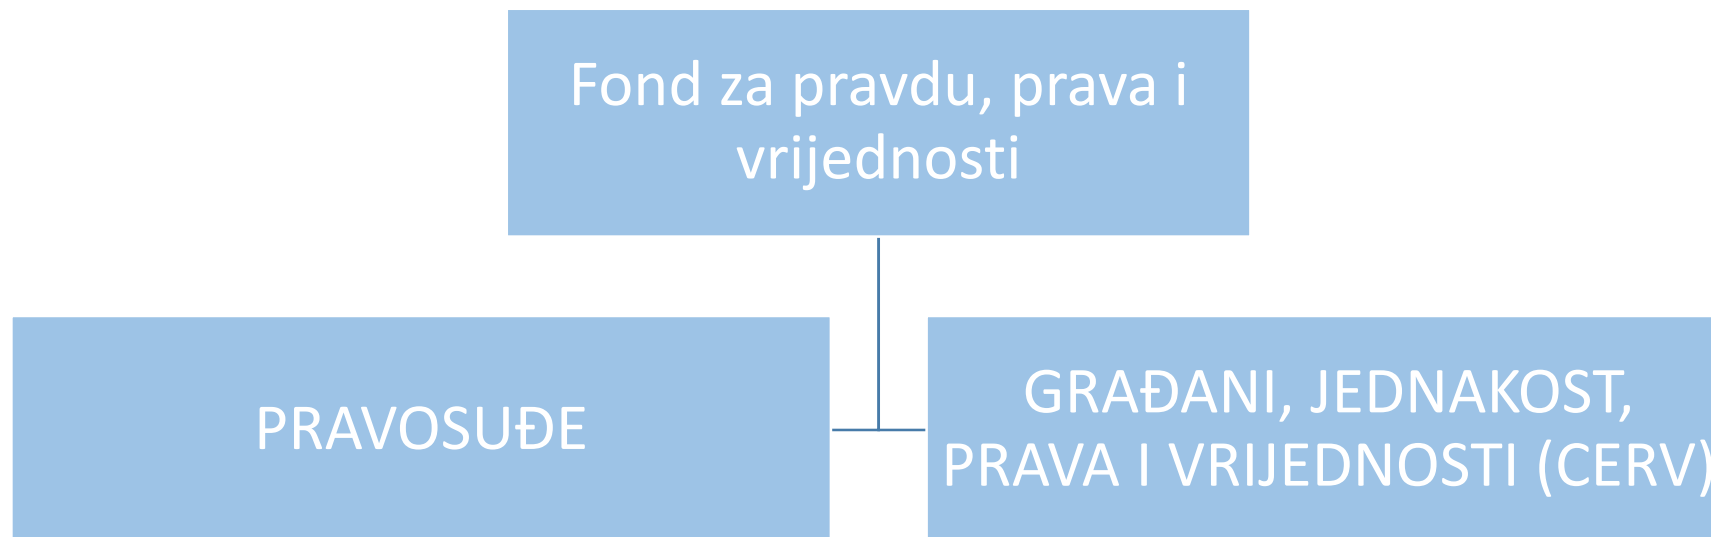 Fond za pravdu, prava i
vrijednosti
PRAVOSUĐE
GRAĐANI, JEDNAKOST,
PRAVA I VRIJEDNOSTI (CERV)